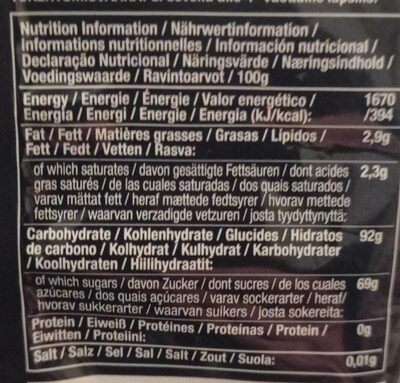 Nutrition Information / Nährwertinformation /
Informations nutritionnelles / Información nutricional /
Declaração Nutricional / Näringsvärde / Næringsindhold /
Voedingswaarde / Ravintoarvot / 100g
Energy / Energie / Énergie / Valor energético / 1670
Energia / Energi / Energie / Energia (kJ/kcal): /394
Fat / Fett / Matières grasses / Grasas / Lípidos / 2,9g
Fett / Fedt / Vetten / Rasva:
of which saturates / davon gesättigte Fettsäuren / dont acides 2,3g
gras saturés / de las cuales saturadas / dos quais saturados /
varav mättat fett / heraf mættede fedtsyrer / hvorav mettede
fettsyrer / waarvan verzadigde vetzuren / josta tyydyttynyttä:
Carbohydrate / Kohlenhydrate / Glucides / Hidratos 92g
de carbono / Kolhydrat / Kulhydrat / Karbohydrater
/ Koolhydraten / Hiilihydraatit:
of which sugars / davon Zucker / dont sucres / de los cuales 69g
azúcares / dos quais açúcares / varav sockerarter / heraf/
hvorav sukkerarter / waarvan suikers / josta sokereita:
Protein / Eiweiß / Protéines / Proteínas / Protein / 0g
Eiwitten / Proteiini:
Salt / Salz / Sel / Sal / Salt / Zout / Suola: 0,01g